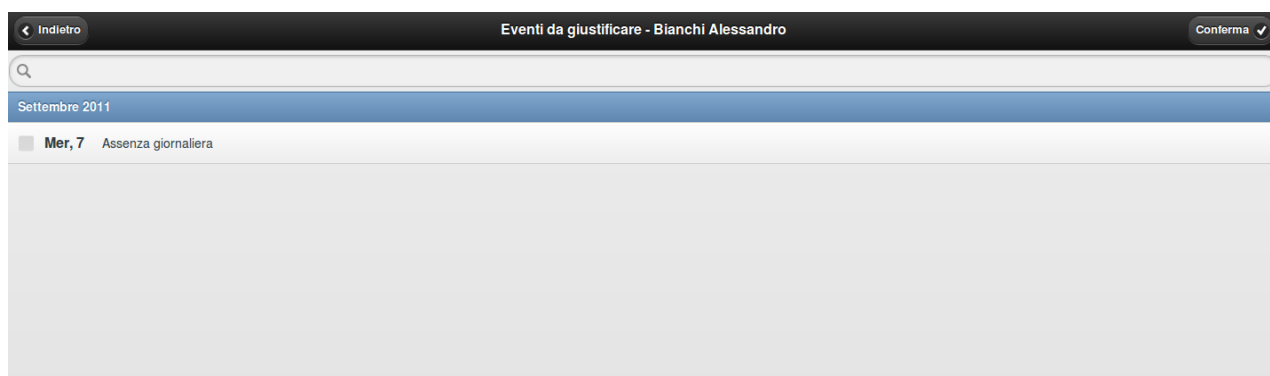 Indietro
Eventi da giustificare - Bianchi Alessandro
Conferma
Settembre 2011
Mer, 7 Assenza giornaliera